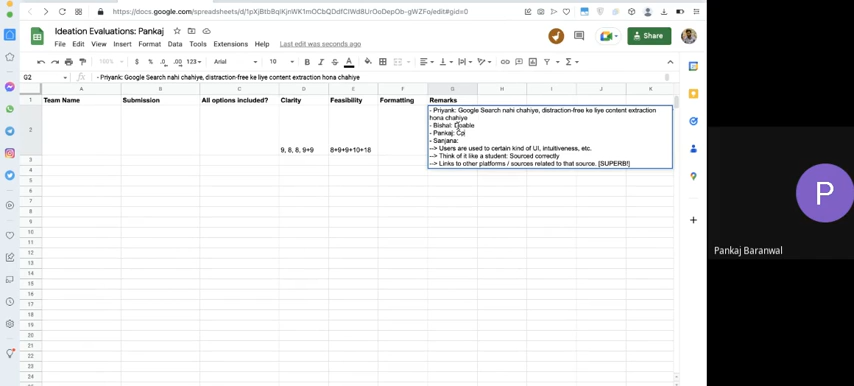 https://docs.google.com/spreadsheets/d/1pXjBtbBqiKjnWK1mOCbQDdfCIWd8UrOoDepOb-gWZFo/edit#gid=0
Ideation Evaluations: Pankaj
File Edit View Insert Format Data Tools Extensions Help Last edit was seconds ago
Share
100% $ % .0 .00 123 Arial 10 B I S A
G2 fx - Priyank: Google Search nahi chahiye, distraction-free ke liye content extraction hona chahiye
A B C D E F G H I J K
1 Team Name Submission All options included? Clarity Feasibility Formatting Remarks
- Priyank: Google Search nahi chahiye, distraction-free ke liye content extraction
hona chahiye
- Bishal: Doable
2 - Pankaj: Co
- Sanjana:
9, 8, 8, 9+9 8+9+9+10+18 --> Users are used to certain kind of UI, intuitiveness, etc.
3 --> Think of it like a student: Sourced correctly
4 --> Links to other platforms / sources related to that source. [SUPERB!]
5
6
7
8
9
10
11
12
13
14
15
16
17
18
19
20
21
22
23
24
P
Pankaj Baranwal